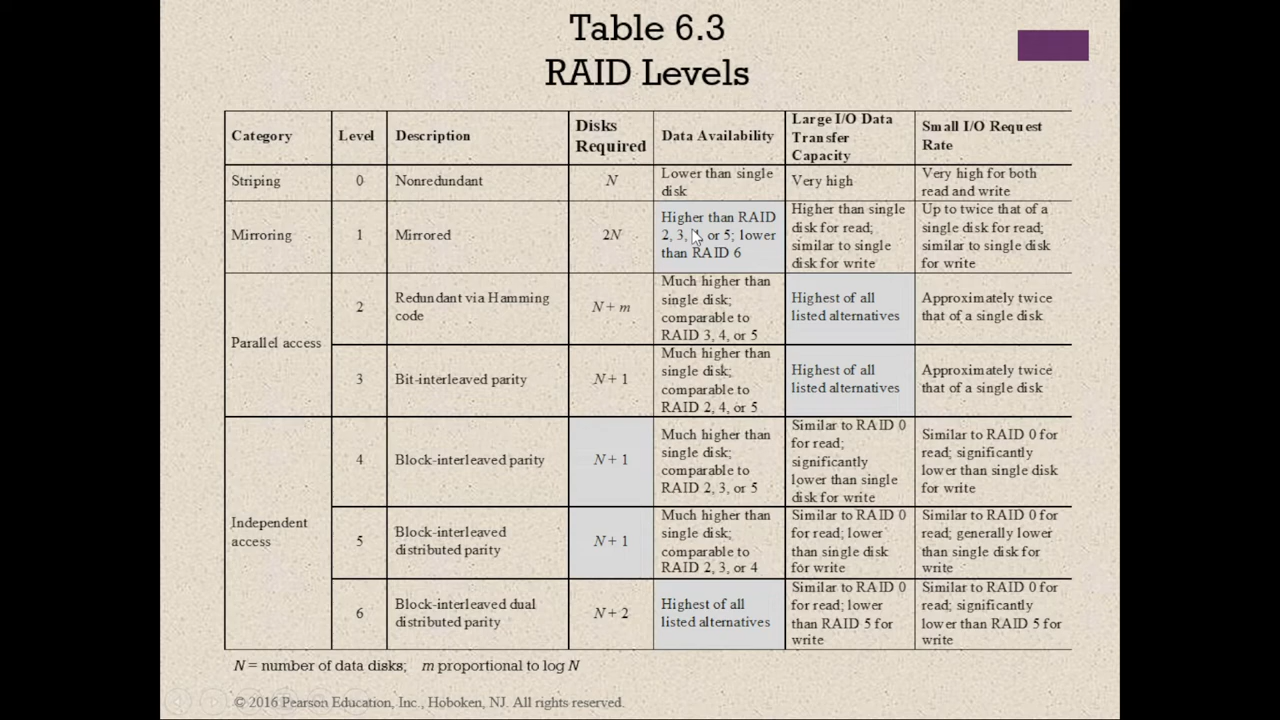 Table 6.3
RAID Levels
Category
Level
Description
Disks
Required
Data Availability
Large I/O Data
Transfer
Capacity
Small I/O Request
Rate
Striping
0
Nonredundant
N
Lower than single
disk
Very high
Very high for both
read and write
Mirroring
1
Mirrored
2N
Higher than RAID
2, 3, or 5; lower
than RAID 6
Higher than single
disk for read;
similar to single
disk for write
Up to twice that of a
single disk for read;
similar to single disk
for write
Parallel access
2
Redundant via Hamming
code
N + m
Much higher than
single disk;
comparable to
RAID 3, 4, or 5
Highest of all
listed alternatives
Approximately twice
that of a single disk
3
Bit-interleaved parity
N + 1
Much higher than
single disk;
comparable to
RAID 2, 4, or 5
Highest of all
listed alternatives
Approximately twice
that of a single disk
Independent
access
4
Block-interleaved parity
N + 1
Much higher than
single disk;
comparable to
RAID 2, 3, or 5
Similar to RAID 0
for read;
significantly
lower than single
disk for write
Similar to RAID 0 for
read; significantly
lower than single disk
for write
5
Block-interleaved
distributed parity
N + 1
Much higher than
single disk;
comparable to
RAID 2, 3, or 4
Similar to RAID 0
for read; lower
than single disk
for write
Similar to RAID 0 for
read; generally lower
than single disk for
write
6
Block-interleaved dual
distributed parity
N + 2
Highest of all
listed alternatives
Similar to RAID 0
for read; lower
than RAID 5 for
write
Similar to RAID 0 for
read; significantly
lower than RAID 5 for
write
N = number of data disks; m proportional to log N
© 2016 Pearson Education, Inc., Hoboken, NJ. All rights reserved.